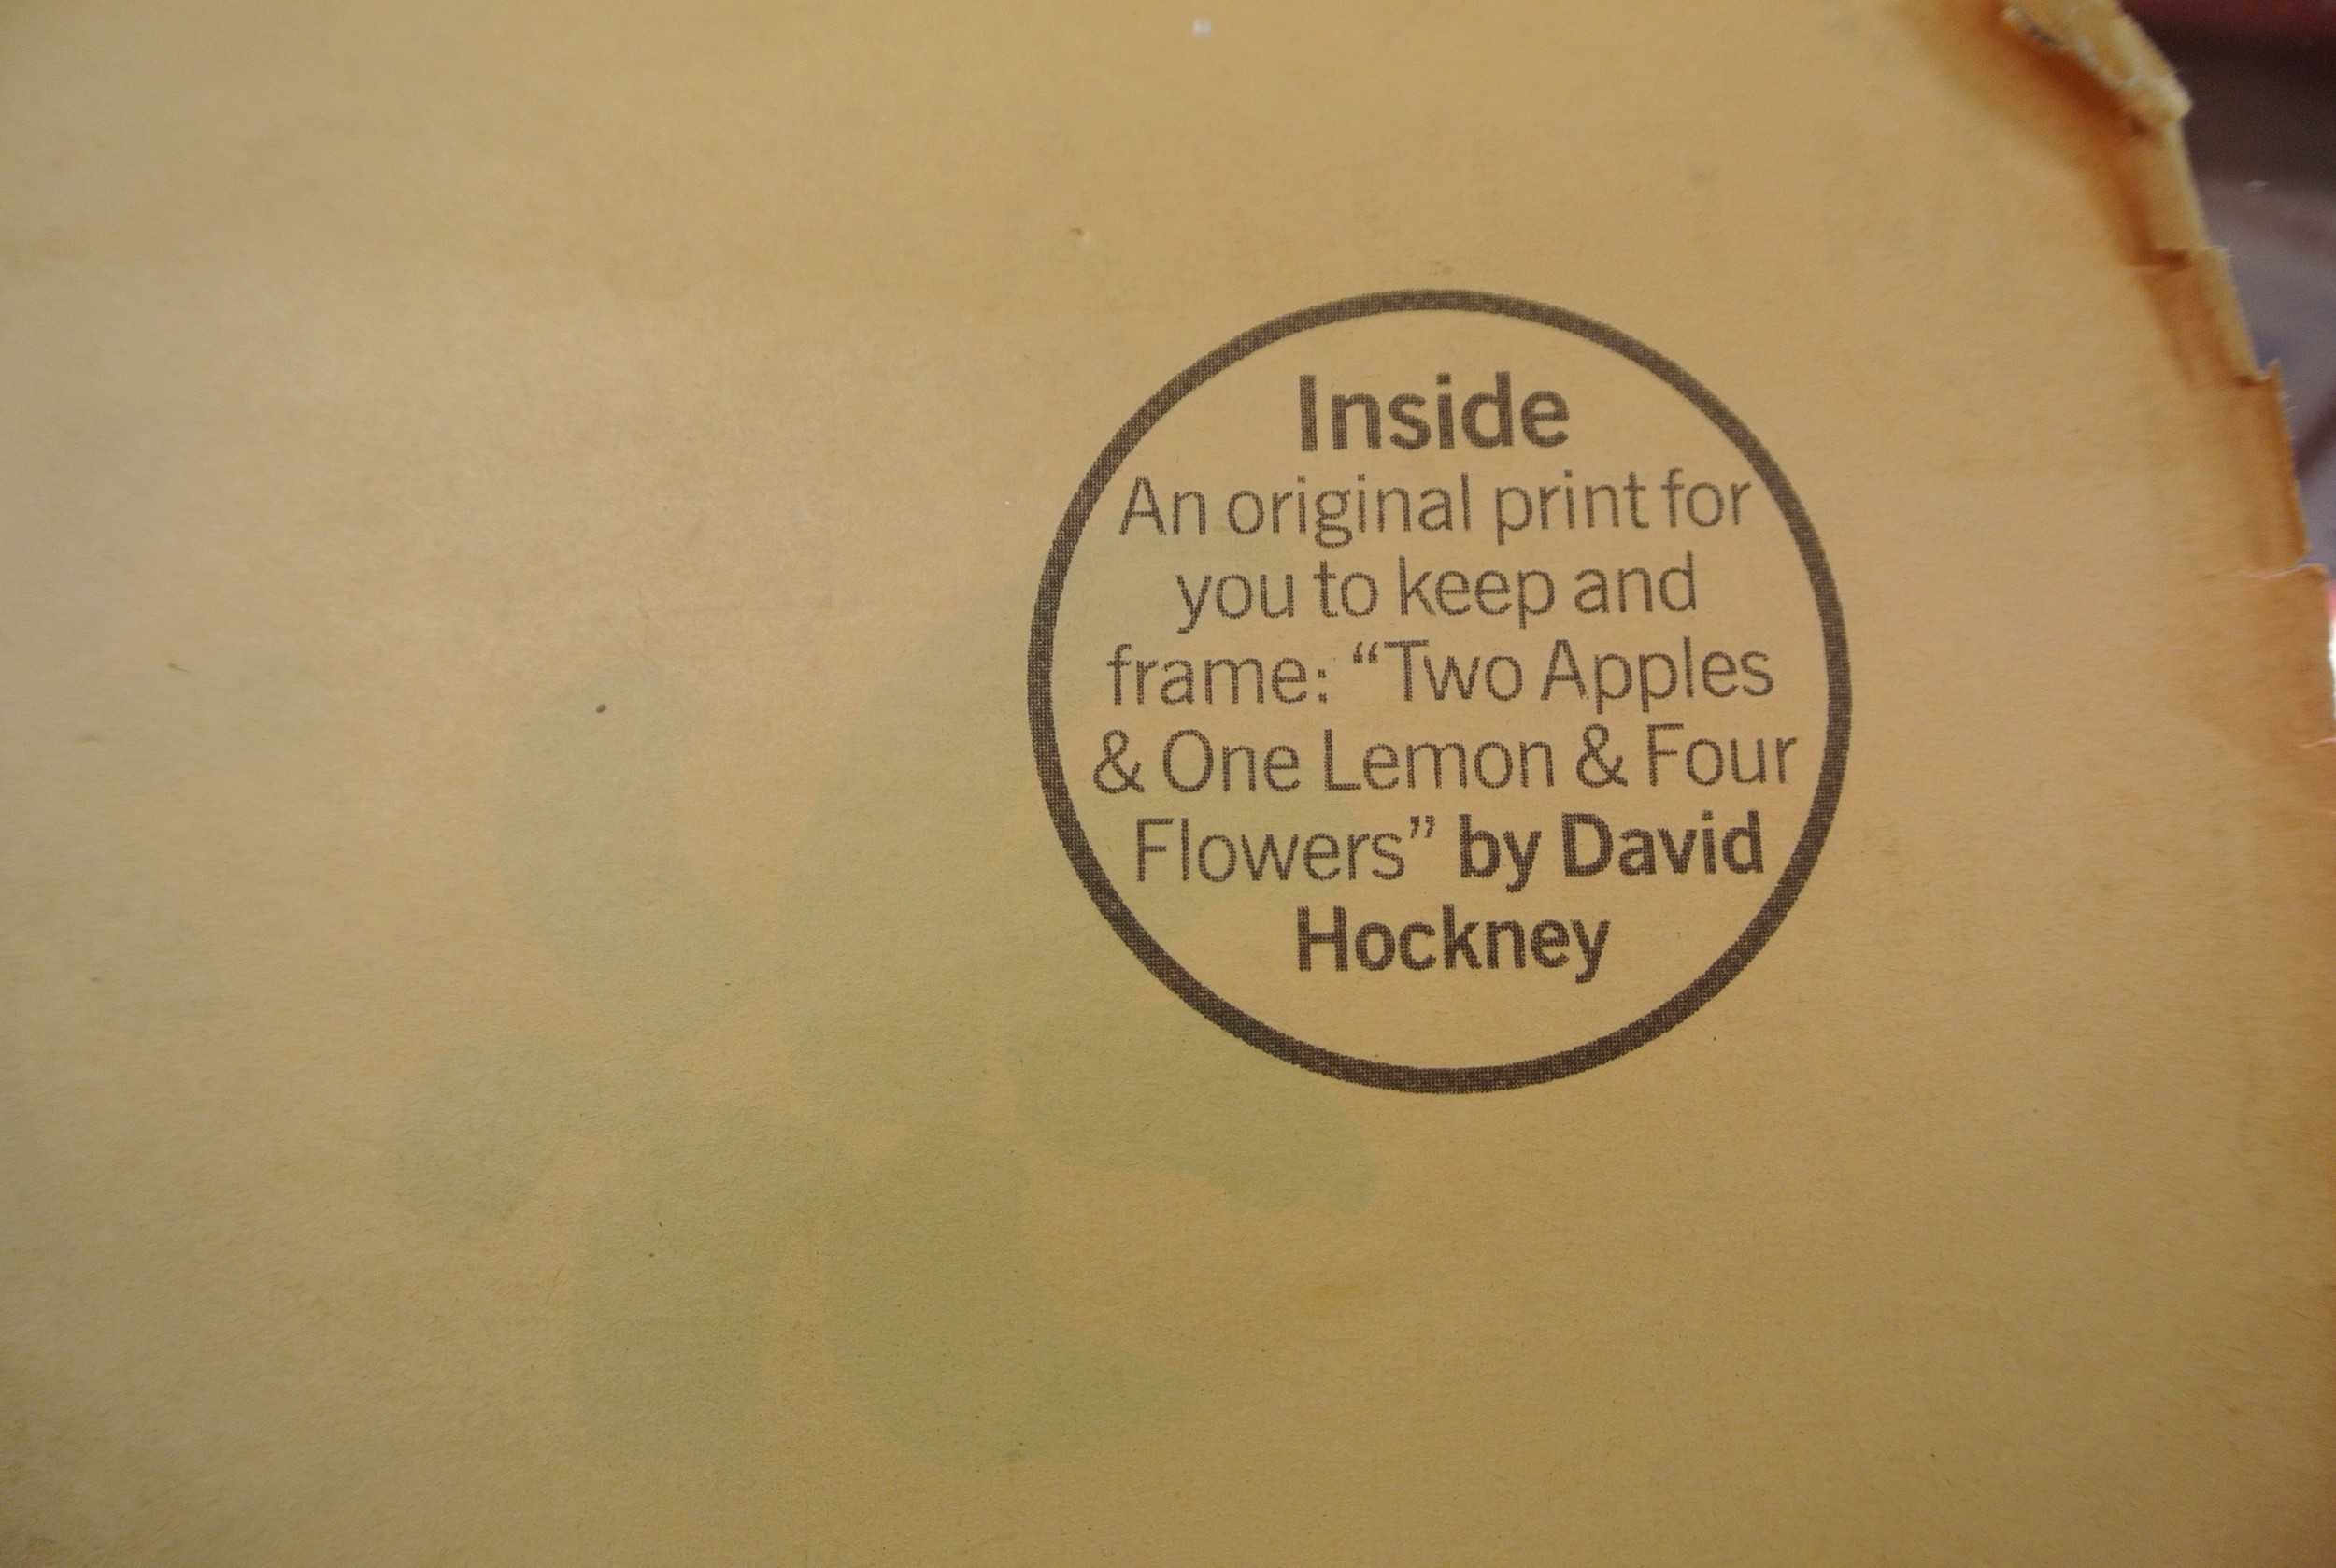 Inside
An original print for
you to keep and
frame: “Two Apples
& One Lemon & Four
Flowers” by David
Hockney